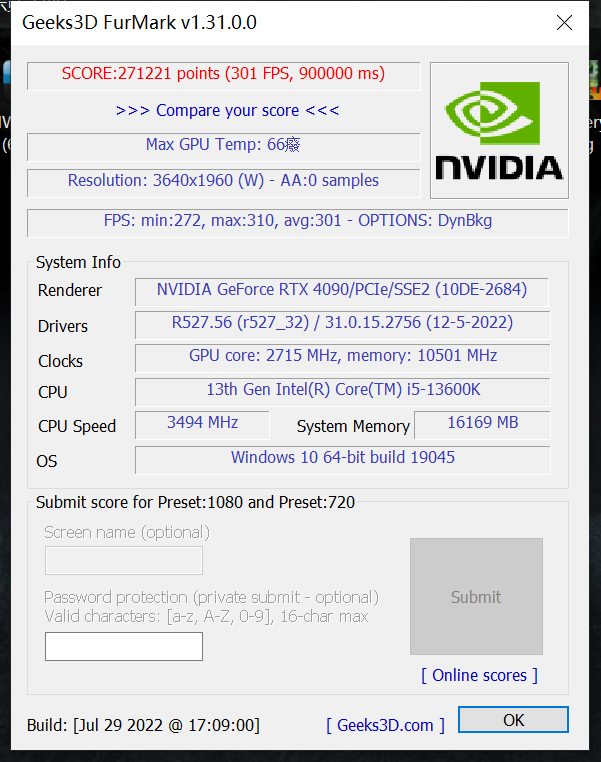 Geeks3D FurMark v1.31.0.0
SCORE:271221 points (301 FPS, 900000 ms)
>>> Compare your score <<<
Max GPU Temp: 66癈
Resolution: 3640x1960 (W) - AA:0 samples
NVIDIA
FPS: min:272, max:310, avg:301 - OPTIONS: DynBkg
System Info
Renderer NVIDIA GeForce RTX 4090/PCIe/SSE2 (10DE-2684)
Drivers R527.56 (r527_32) / 31.0.15.2756 (12-5-2022)
Clocks GPU core: 2715 MHz, memory: 10501 MHz
CPU 13th Gen Intel(R) Core(TM) i5-13600K
CPU Speed 3494 MHz System Memory 16169 MB
OS Windows 10 64-bit build 19045
Submit score for Preset:1080 and Preset:720
Screen name (optional)
Password protection (private submit - optional)
Valid characters: [a-z, A-Z, 0-9], 16-char max
Submit
[ Online scores ]
Build: [Jul 29 2022 @ 17:09:00] [ Geeks3D.com ] OK